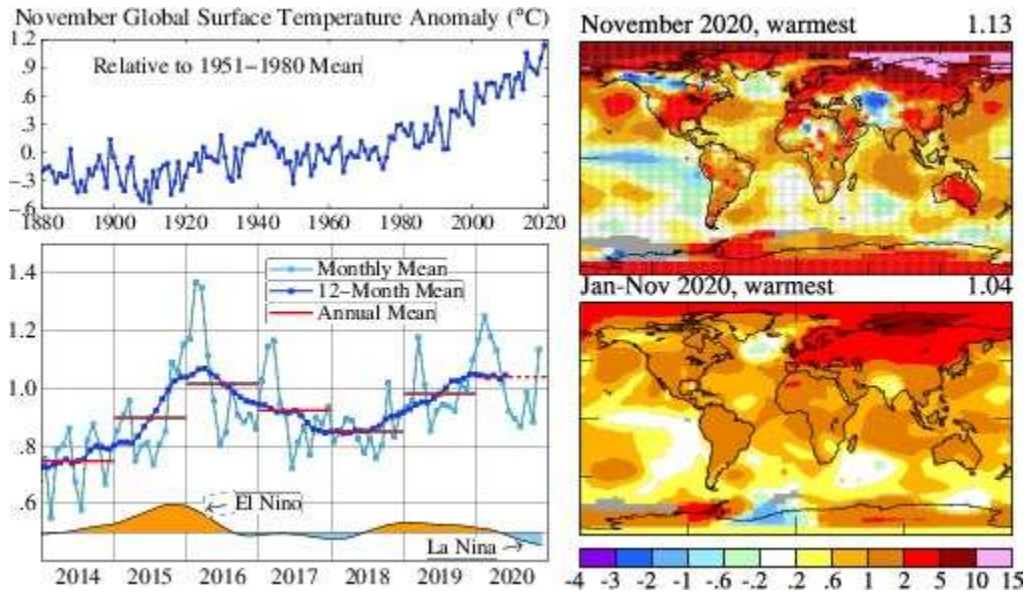 November Global Surface Temperature Anomaly (°C)
1.2
.9
.6
.3
0.
-.3
-.6
Relative to 1951−1980 Mean
1880 1900 1920 1940 1960 1980 2000 2020
1.4
1.2
1.0
.8
.6
Monthly Mean
12−Month Mean
Annual Mean
El Nino
La Nina
2014 2015 2016 2017 2018 2019 2020
November 2020, warmest 1.13
Jan-Nov 2020, warmest 1.04
-4 -3 -2 -1 -.6 -.2 .2 .6 1 2 5 10 15